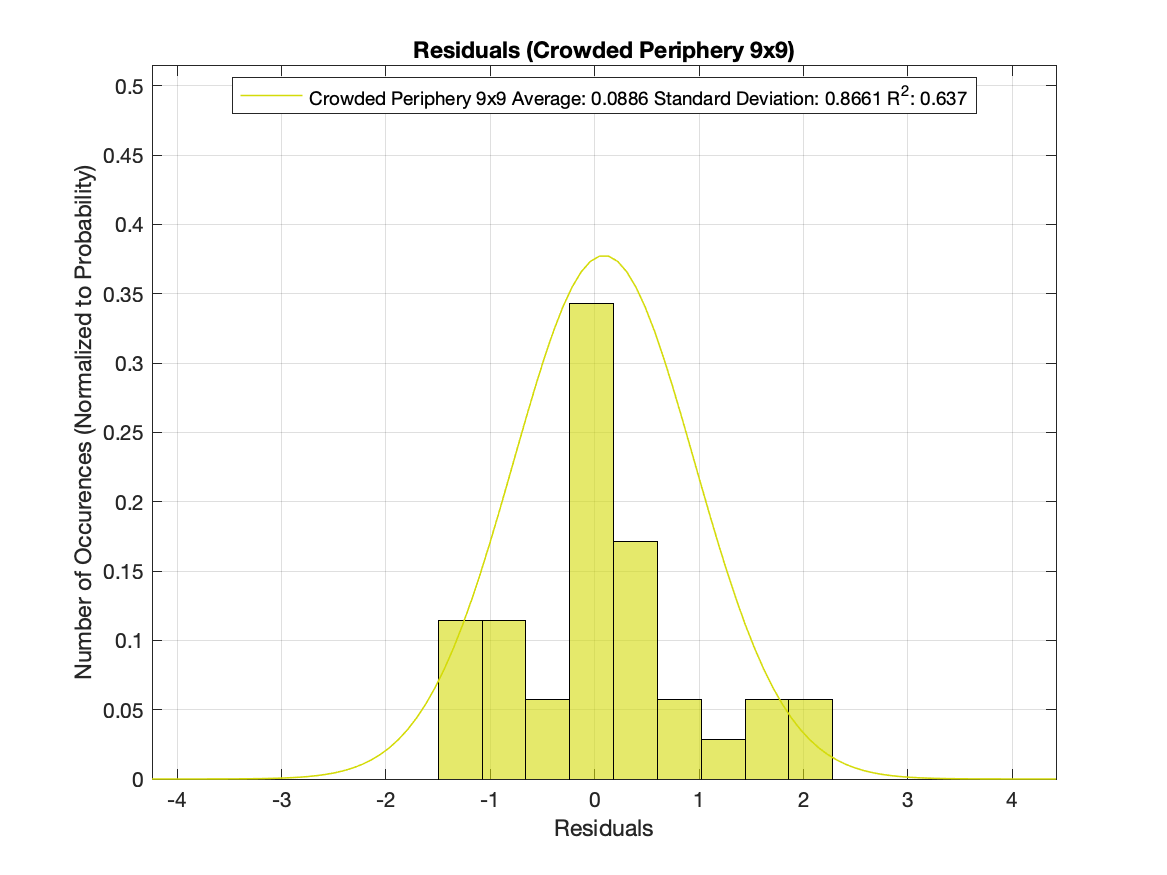 Residuals (Crowded Periphery 9x9)
Crowded Periphery 9x9 Average: 0.0886 Standard Deviation: 0.8661 R²: 0.637
Number of Occurences (Normalized to Probability)
0.5
0.45
0.4
0.35
0.3
0.25
0.2
0.15
0.1
0.05
0
-4 -3 -2 -1 0 1 2 3 4
Residuals